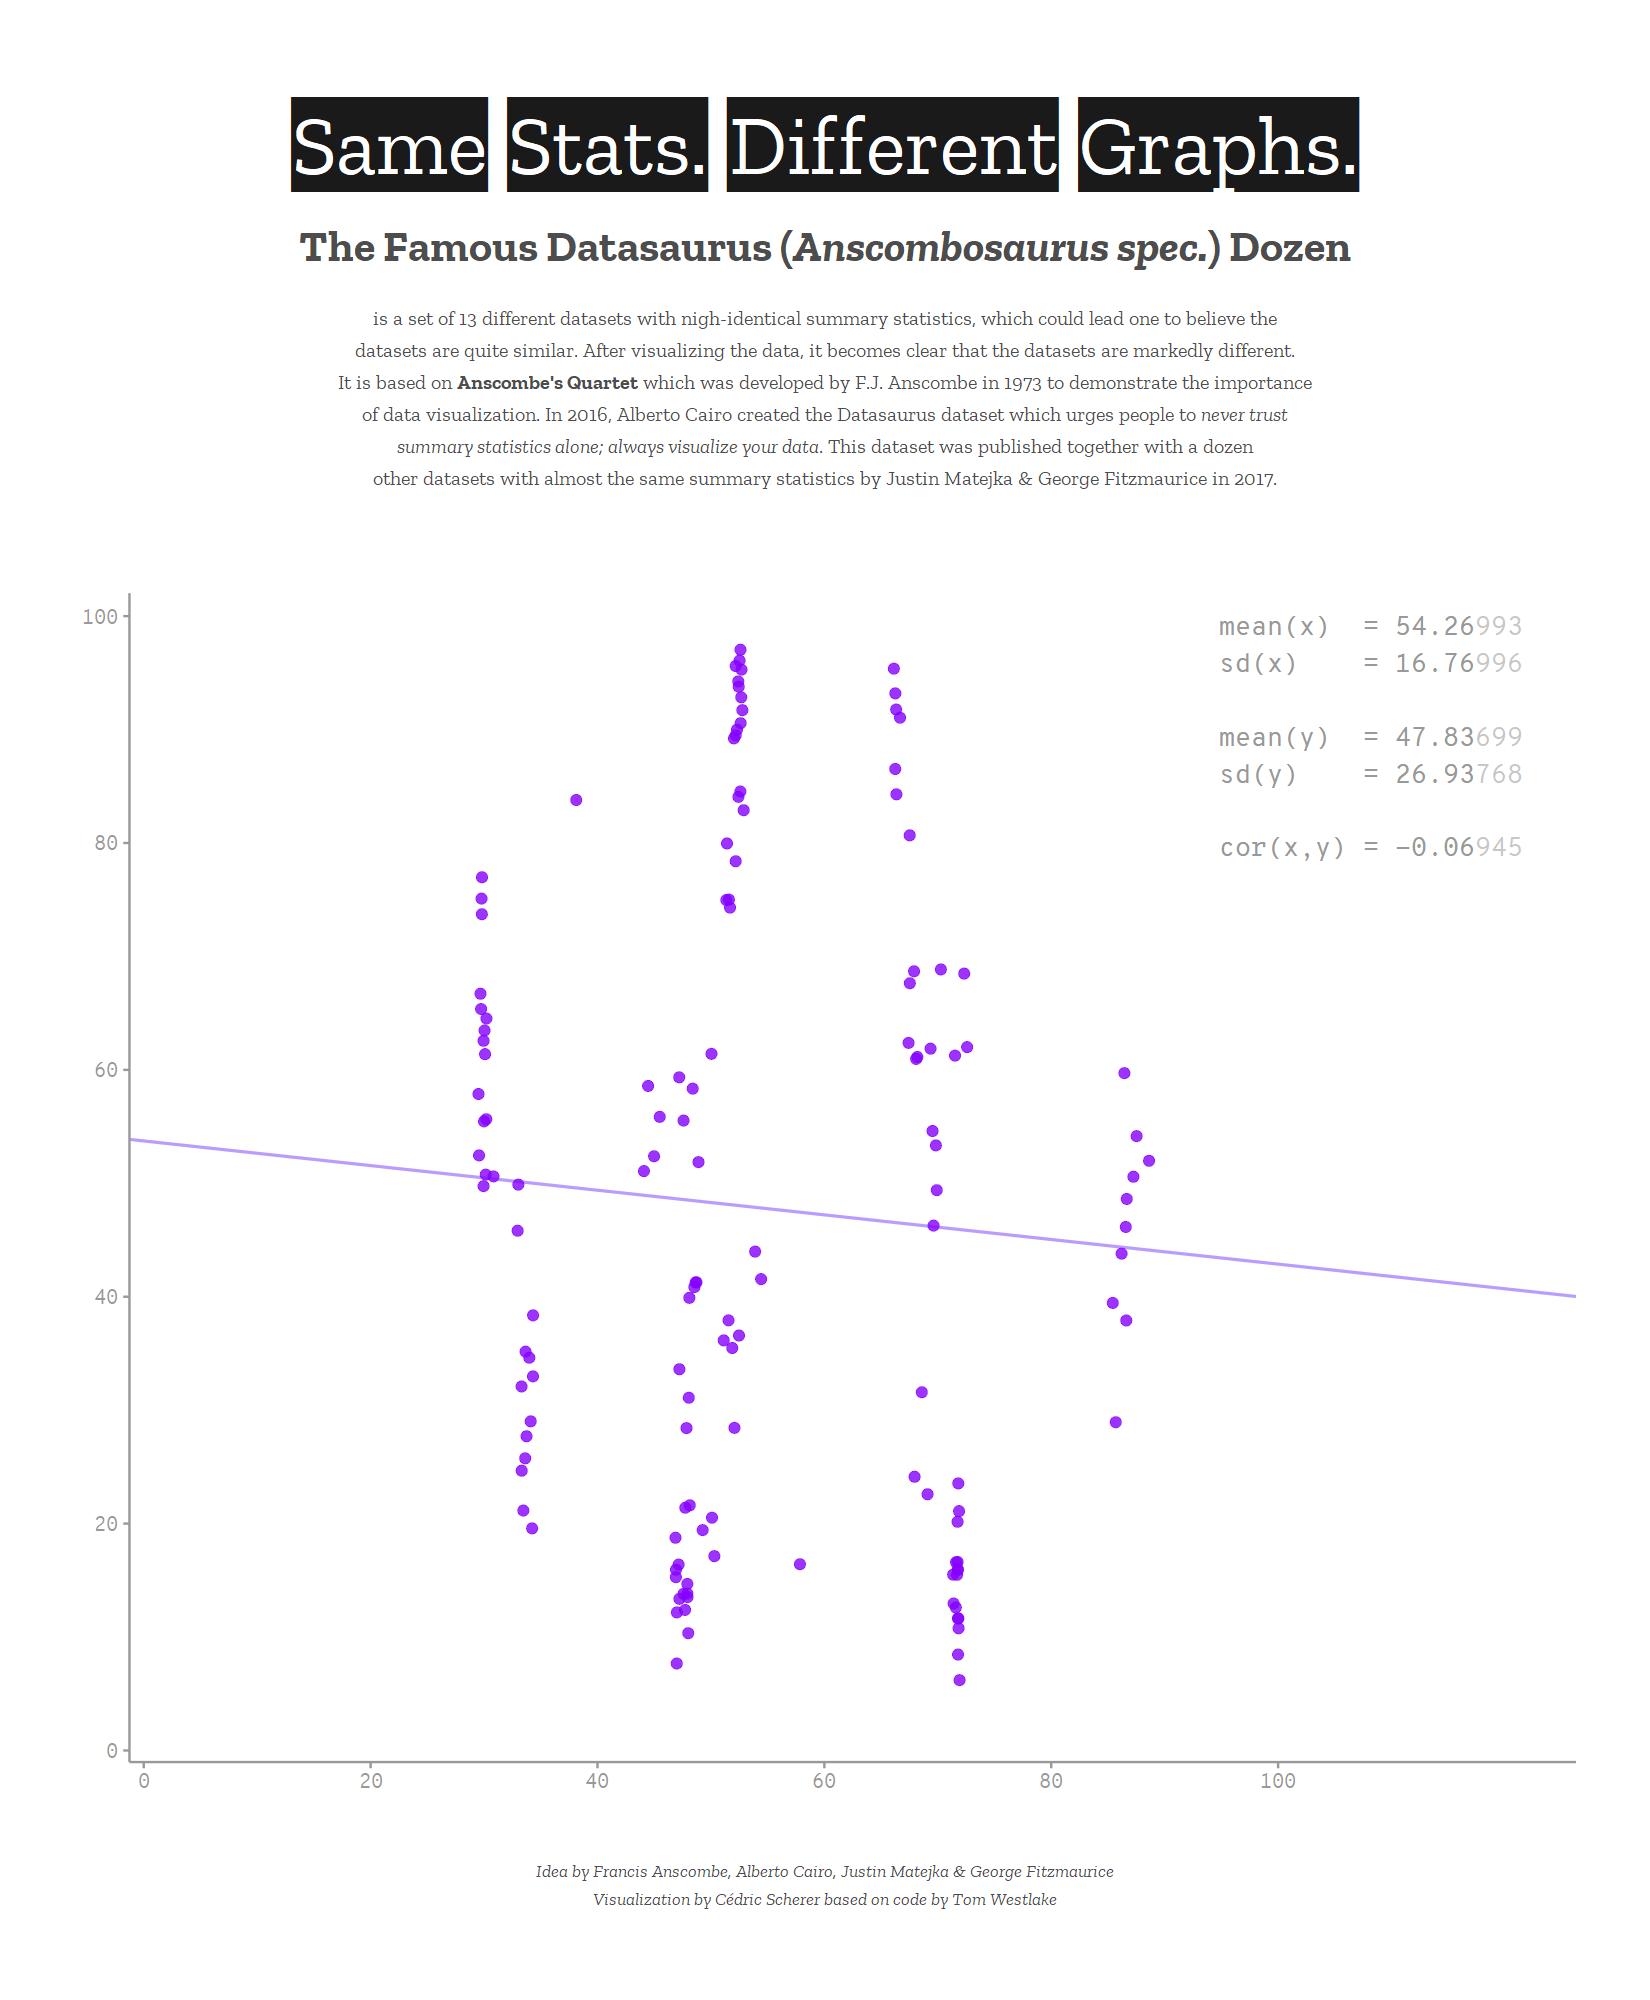 Same Stats. Different Graphs.
The Famous Datasaurus (Anscombosaurus spec.) Dozen
is a set of 13 different datasets with nigh-identical summary statistics, which could lead one to believe the
datasets are quite similar. After visualizing the data, it becomes clear that the datasets are markedly different.
It is based on Anscombe's Quartet which was developed by F.J. Anscombe in 1973 to demonstrate the importance
of data visualization. In 2016, Alberto Cairo created the Datasaurus dataset which urges people to never trust
summary statistics alone; always visualize your data. This dataset was published together with a dozen
other datasets with almost the same summary statistics by Justin Matejka & George Fitzmaurice in 2017.
mean(x) = 54.26993
sd(x) = 16.76996
mean(y) = 47.83699
sd(y) = 26.93768
cor(x,y) = −0.06945
100
80
60
40
20
0
0 20 40 60 80 100
Idea by Francis Anscombe, Alberto Cairo, Justin Matejka & George Fitzmaurice
Visualization by Cédric Scherer based on code by Tom Westlake